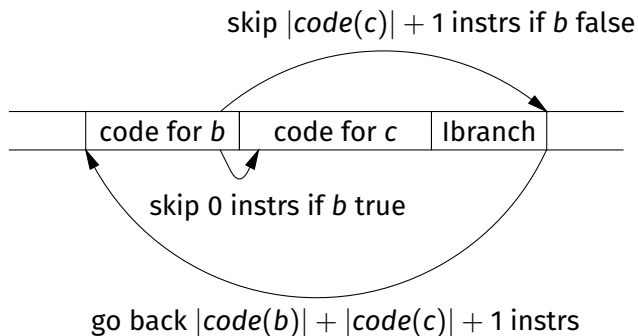 skip |code(c)| + 1 instrs if b false
code for b code for c Ibranch
skip 0 instrs if b true
go back |code(b)| + |code(c)| + 1 instrs